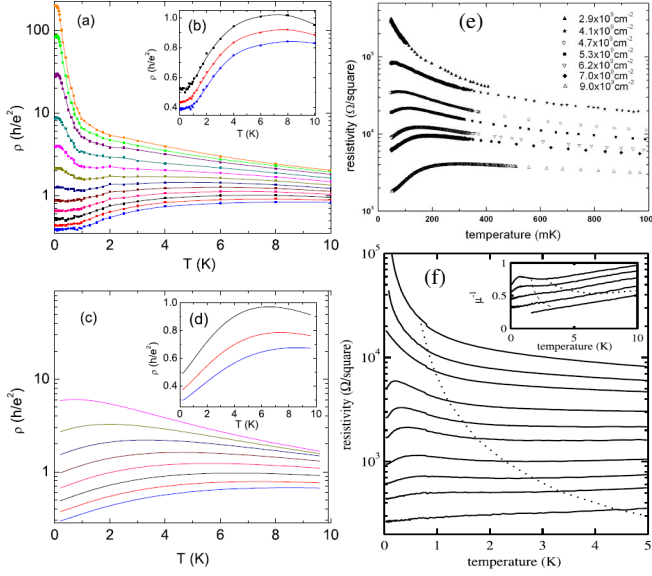 (a)
200
100
10
1
ρ (h/e²)
0 2 4 6 8 10
T (K)
(b)
1.0
0.8
0.6
0.4
ρ (h/e²)
0 2 4 6 8 10
T (K)
(c)
10
1
ρ (h/e²)
0 2 4 6 8 10
T (K)
(d)
1.0
0.8
0.6
0.4
ρ (h/e²)
0 2 4 6 8 10
T (K)
(e)
2.9x10⁹cm⁻²
4.1x10⁹cm⁻²
4.7x10⁹cm⁻²
5.3x10⁹cm⁻²
6.2x10⁹cm⁻²
7.0x10⁹cm⁻²
9.0x10⁹cm⁻²
10⁵
10⁴
10³
resistivity (Ω/square)
0 200 400 600 800 1000
temperature (mK)
(f)
10⁵
10⁴
10³
resistivity (Ω/square)
0 1 2 3 4 5
temperature (K)
1
0.5
0
μ⁻¹
0 5 10
temperature (K)